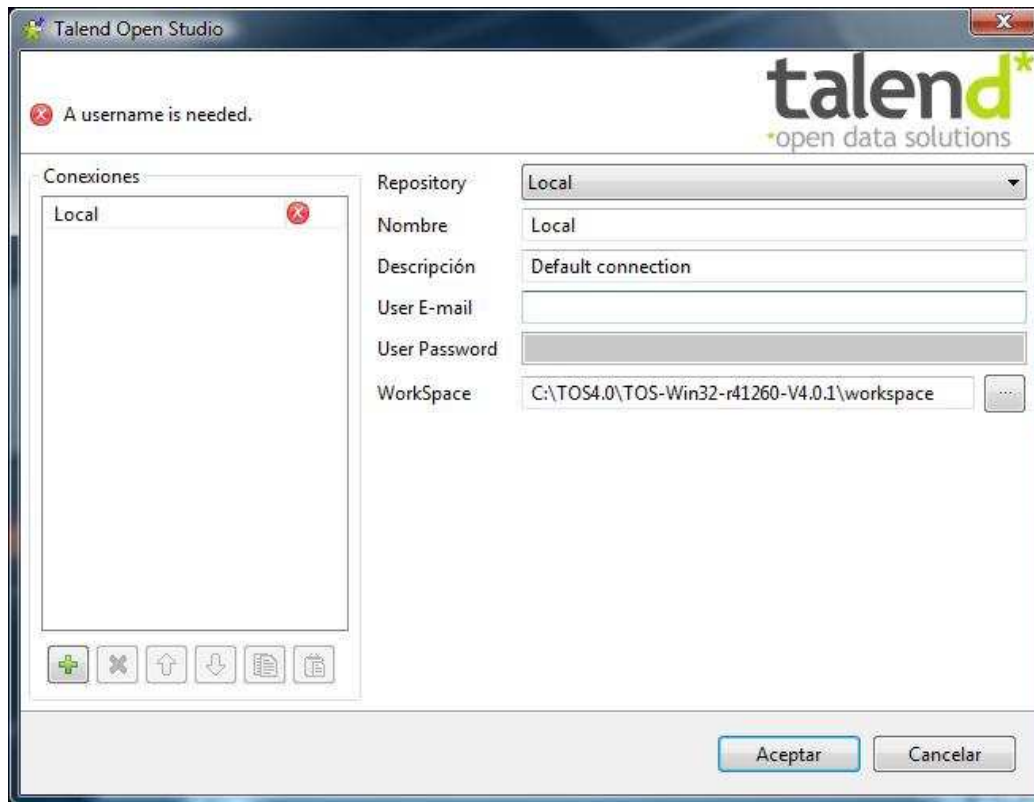 Talend Open Studio
A username is needed.
talend*
*open data solutions
Conexiones
Local
Repository Local
Nombre Local
Descripción Default connection
User E-mail
User Password
WorkSpace C:\TOS4.0\TOS-Win32-r41260-V4.0.1\workspace ...
Aceptar Cancelar